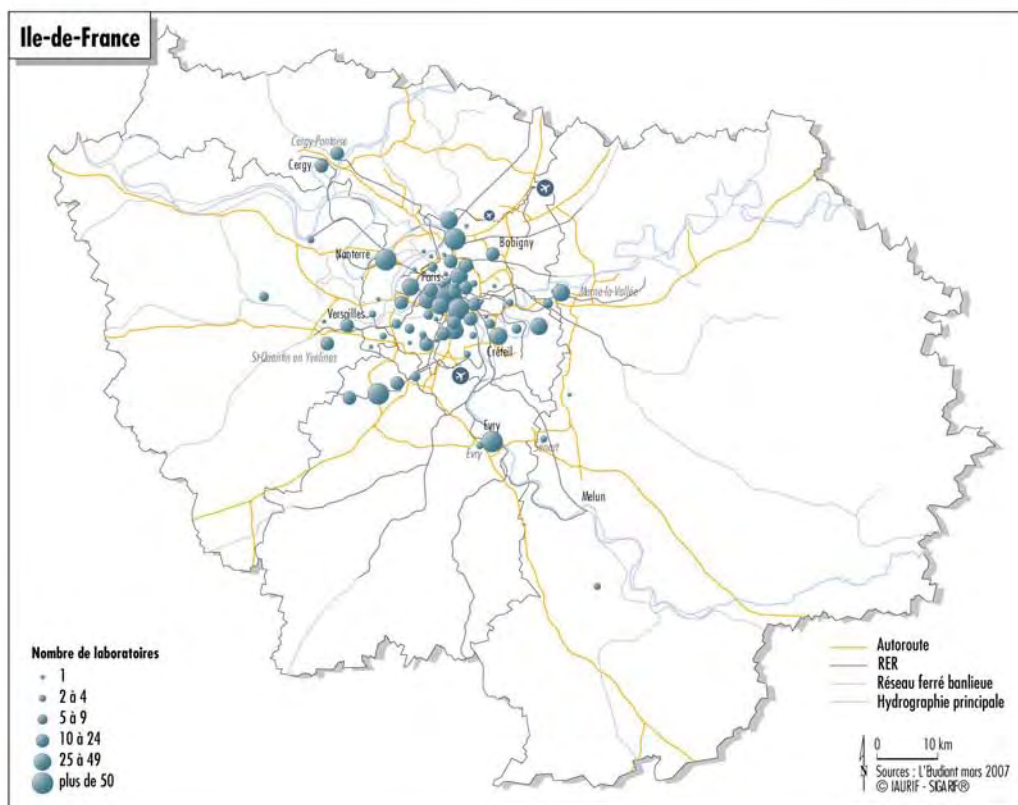 Ile-de-France
Cergy-Pontoise
Cergy
Nanterre
Bobigny
Paris
Marne-la-Vallée
Versailles
St-Quentin en Yvelines
Créteil
Evry
Evry
Sénart
Melun
Nombre de laboratoires
1
2 à 4
5 à 9
10 à 24
25 à 49
plus de 50
Autoroute
RER
Réseau ferré banlieue
Hydrographie principale
0 10 km
N
Sources : L'Budiant mars 2007
© IAURIF - SIGARIF®